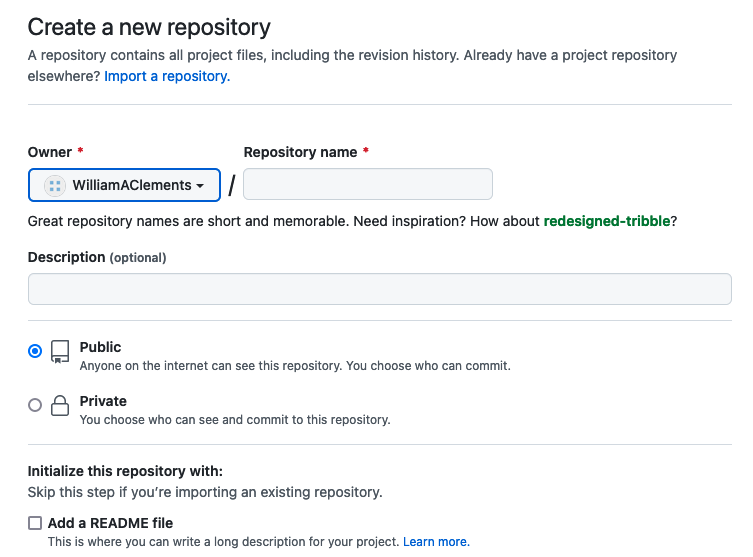 Create a new repository
A repository contains all project files, including the revision history. Already have a project repository
elsewhere? Import a repository.
Owner * Repository name *
WilliamAClements /
Great repository names are short and memorable. Need inspiration? How about redesigned-tribble?
Description (optional)
Public
Anyone on the internet can see this repository. You choose who can commit.
Private
You choose who can see and commit to this repository.
Initialize this repository with:
Skip this step if you’re importing an existing repository.
Add a README file
This is where you can write a long description for your project. Learn more.